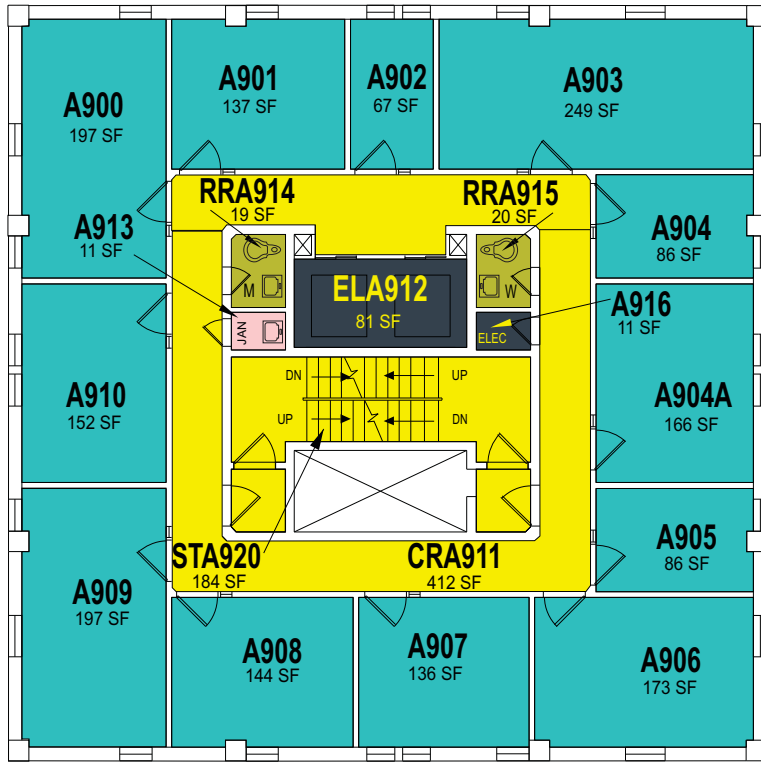 A900
197 SF
A901
137 SF
A902
67 SF
A903
249 SF
RRA914
19 SF
RRA915
20 SF
A913
11 SF
A904
86 SF
M
W
ELA912
81 SF
A916
11 SF
JAN
ELEC
A910
152 SF
DN
UP
UP
DN
A904A
166 SF
STA920
184 SF
CRA911
412 SF
A905
86 SF
A909
197 SF
A908
144 SF
A907
136 SF
A906
173 SF